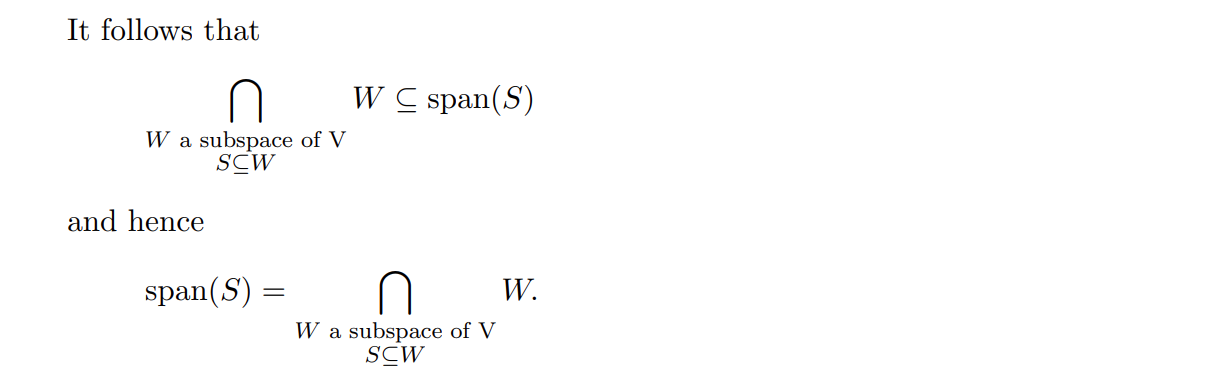 It follows that
⋂ W ⊆ span(S)
W a subspace of V
S⊆W
and hence
span(S) = ⋂ W.
W a subspace of V
S⊆W